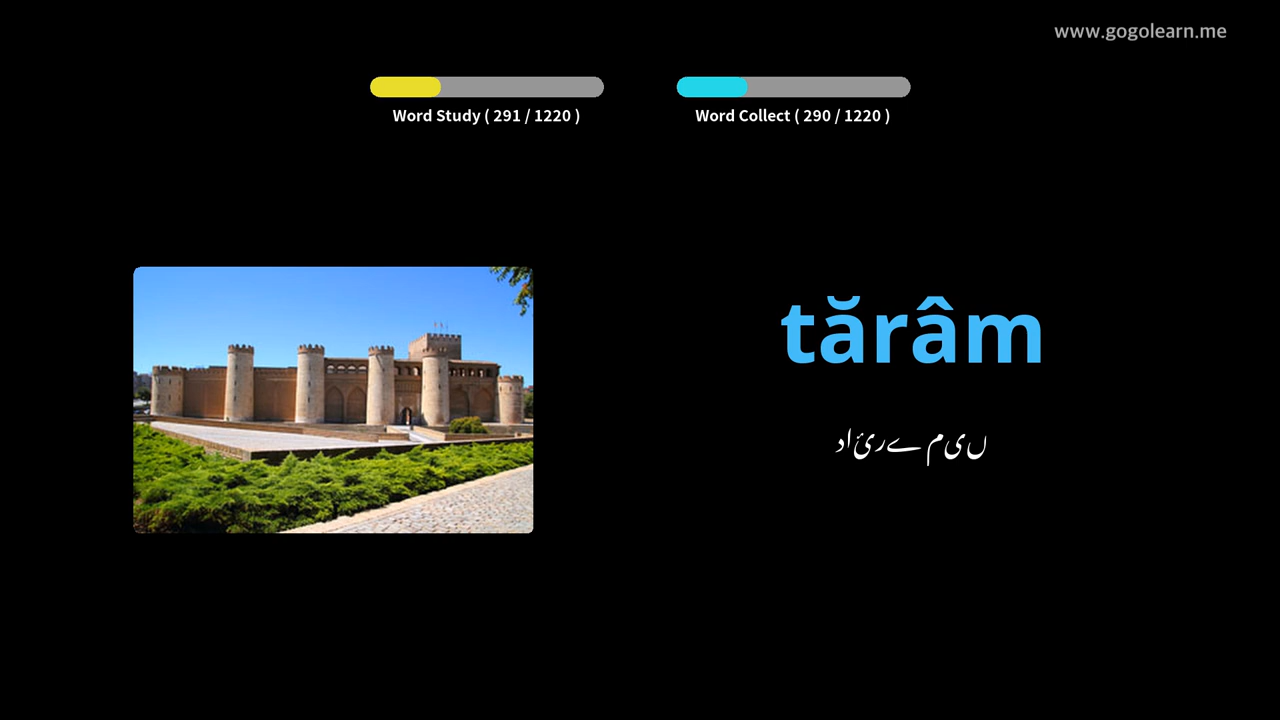 www.gogolearn.me
Word Study ( 291 / 1220 )
Word Collect ( 290 / 1220 )
tărâm
دائرے میں